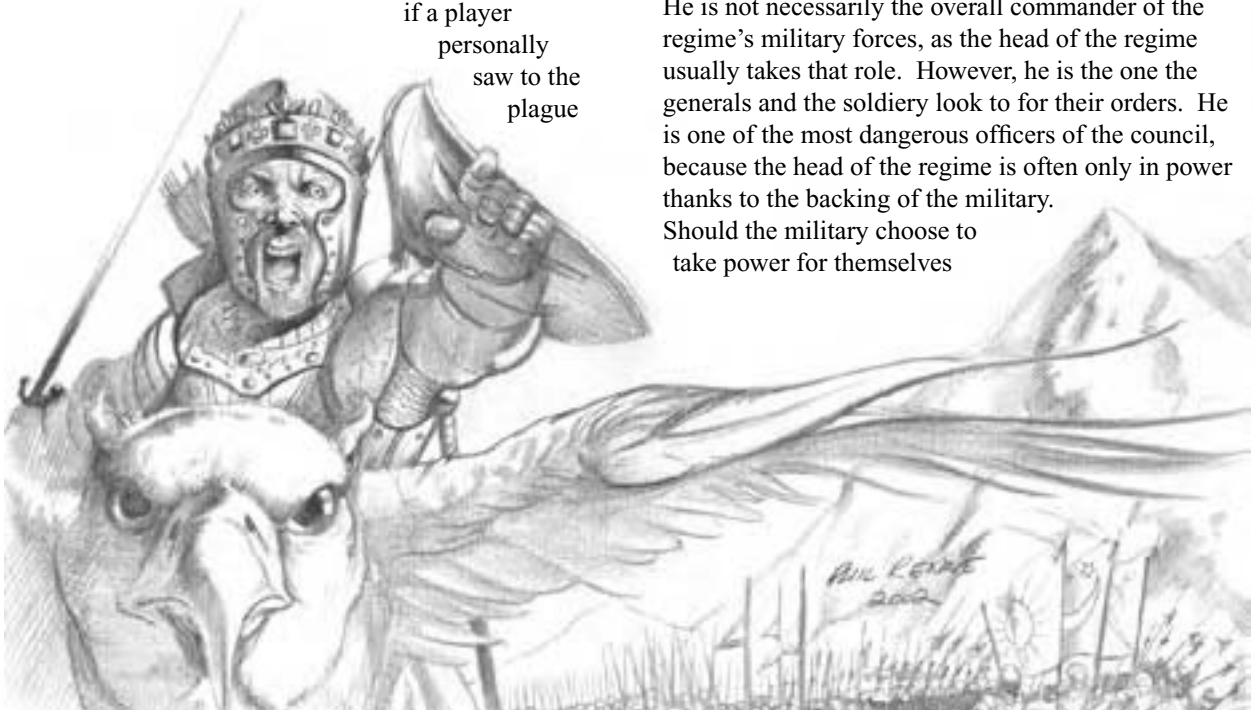 if a player
personally
saw to the
plague
He is not necessarily the overall commander of the
regime’s military forces, as the head of the regime
usually takes that role.  However, he is the one the
generals and the soldiery look to for their orders.  He
is one of the most dangerous officers of the council,
because the head of the regime is often only in power
thanks to the backing of the military.
Should the military choose to
take power for themselves
2002